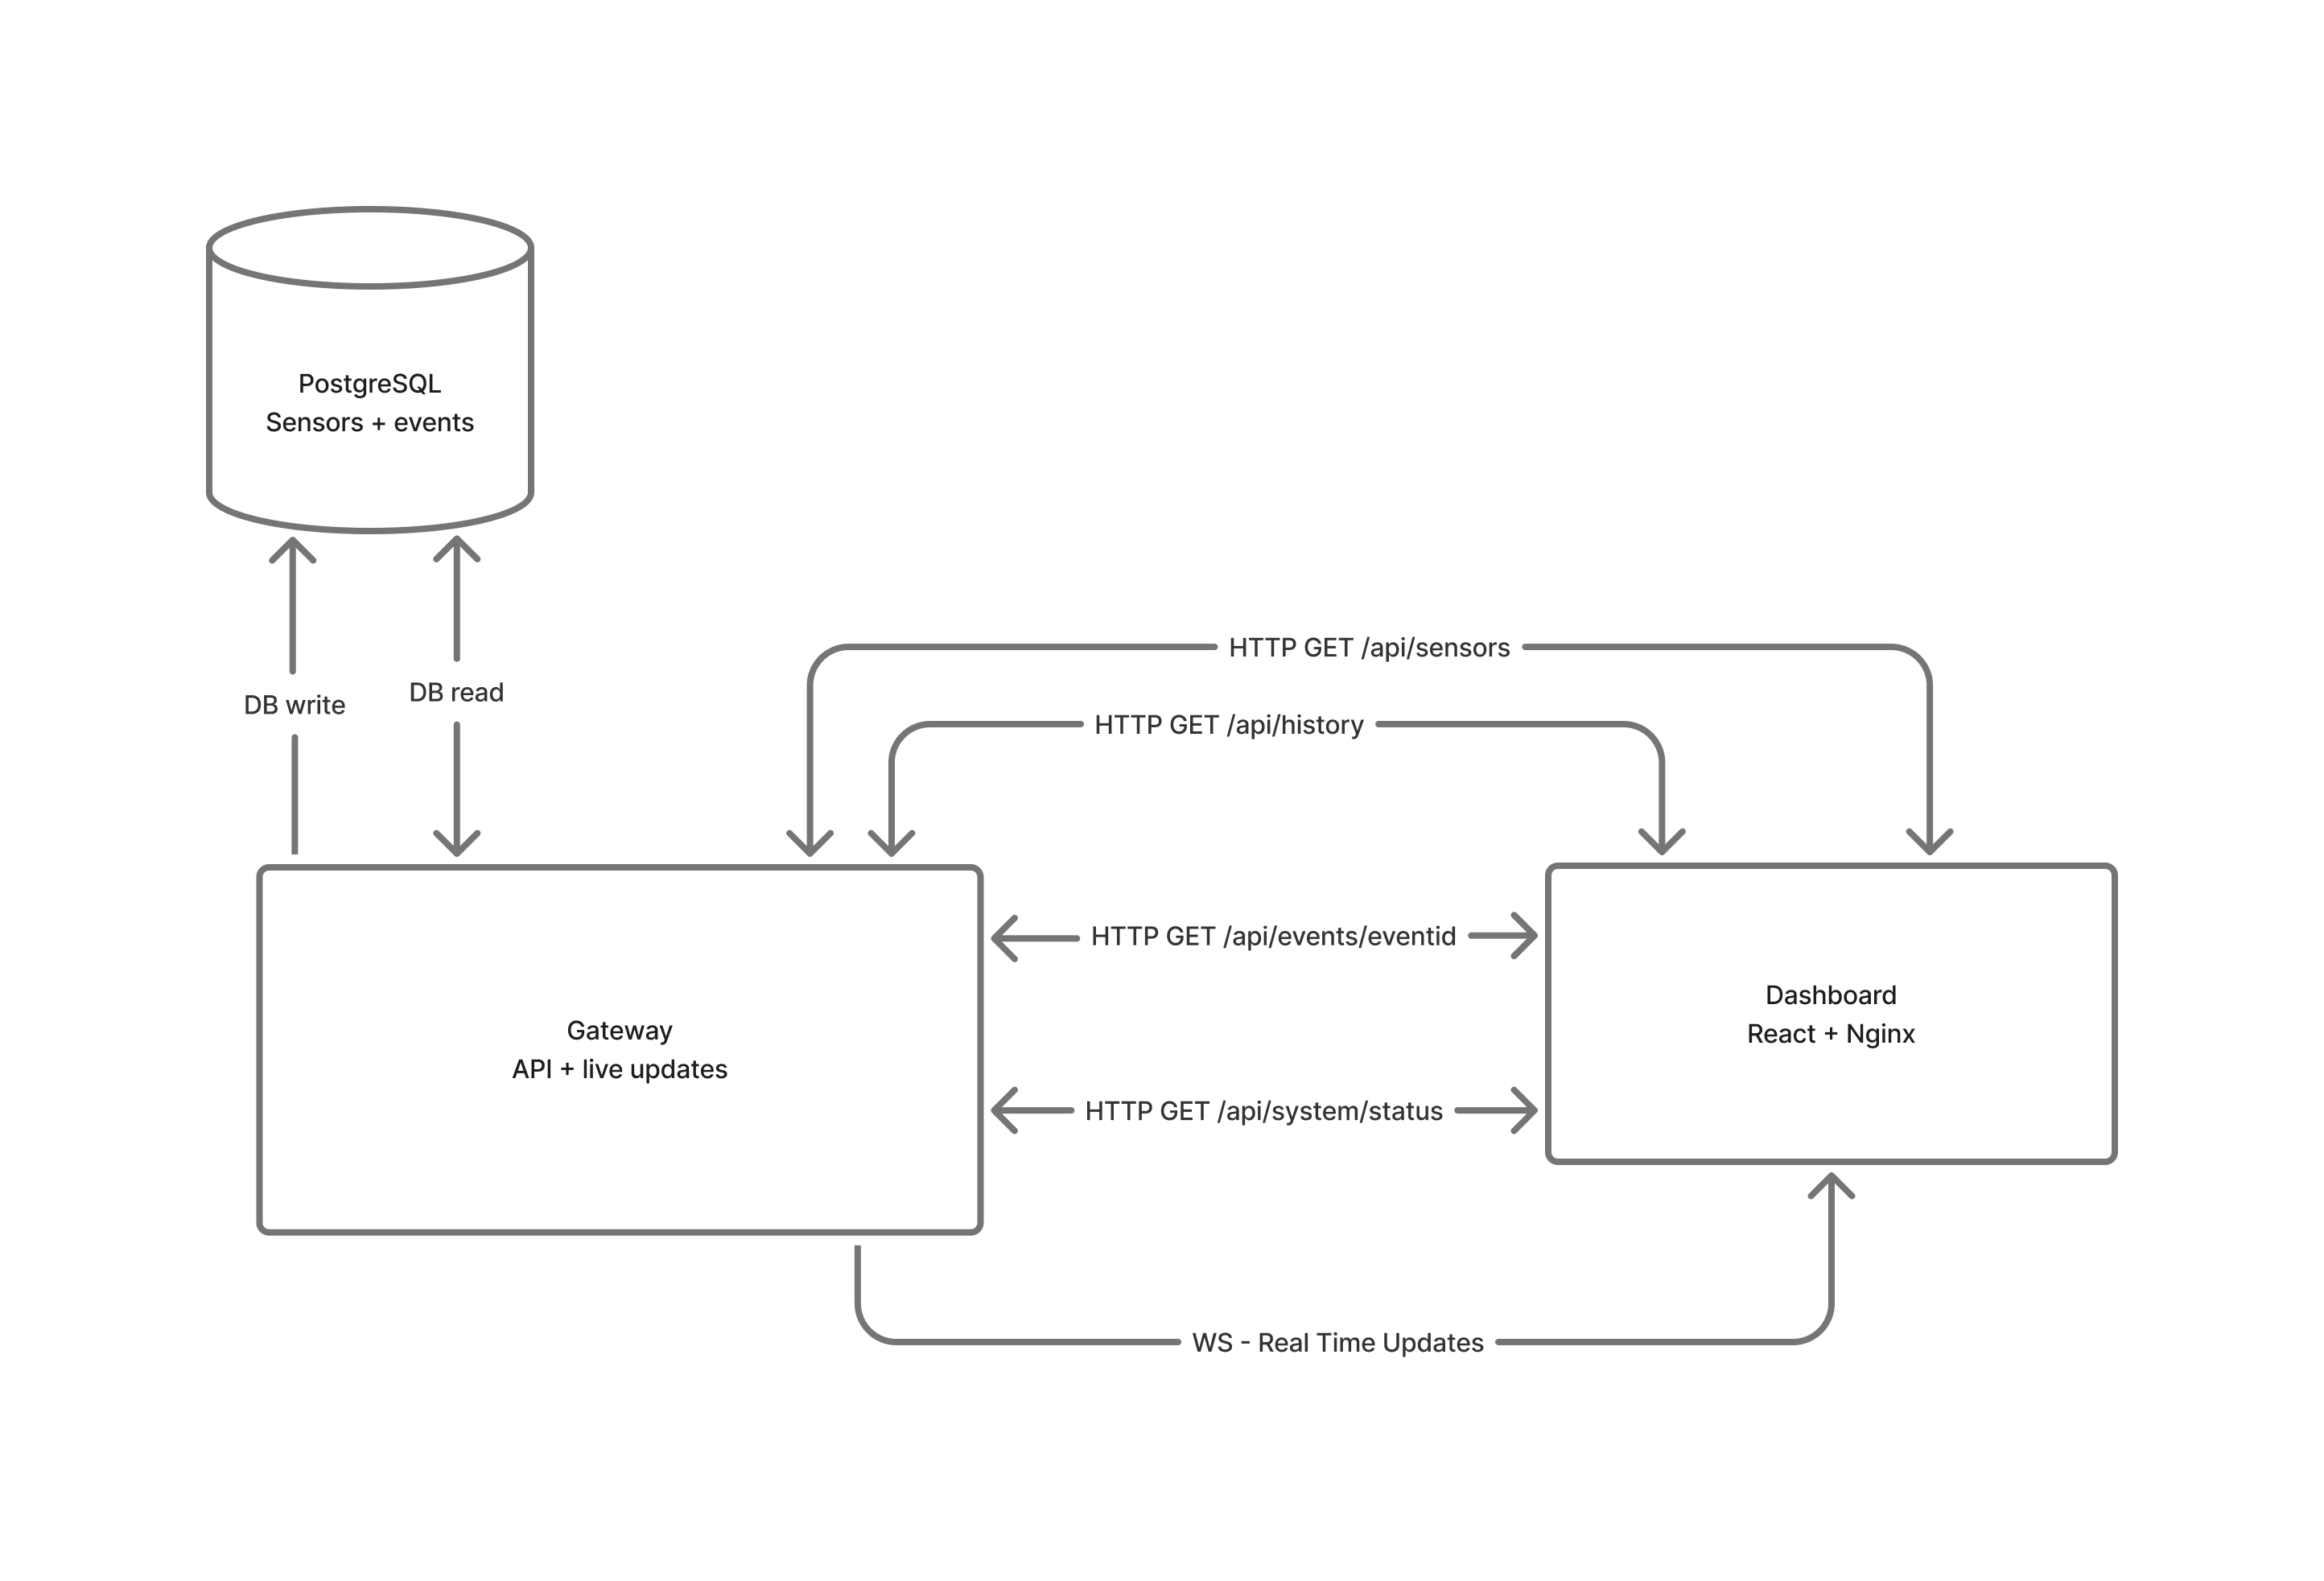 PostgreSQL
Sensors + events
DB write
DB read
HTTP GET /api/sensors
HTTP GET /api/history
HTTP GET /api/events/eventid
HTTP GET /api/system/status
Gateway
API + live updates
Dashboard
React + Nginx
WS - Real Time Updates